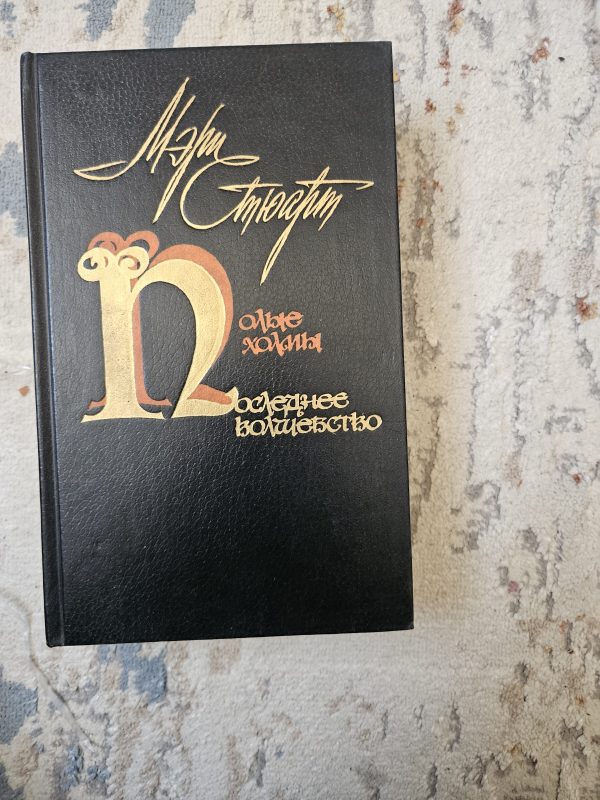 Мэри
Стюарт
Полые
холмы
Последнее
волшебство